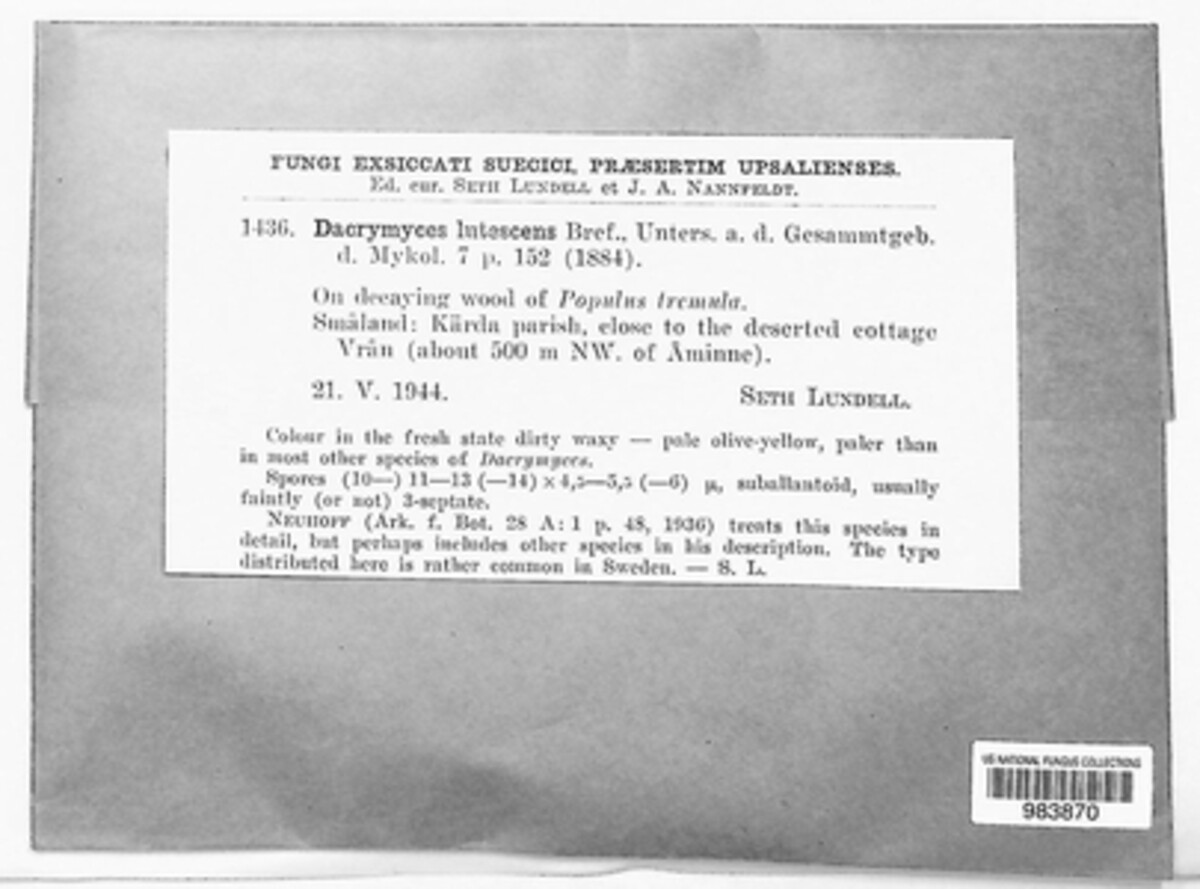 FUNGI EXSICCATI SUECICI, PRÆSERTIM UPSALIENSES.
Ed. cur. SETH LUNDELL et J. A. NANNFELDT.
1436. Dacrymyces lutescens Bref., Unters. a. d. Gesammtgeb.
d. Mykol. 7 p. 152 (1884).
On decaying wood of Populus tremula.
Småland: Kärda parish, close to the deserted cottage
Vrån (about 500 m NW. of Åminne).
21. V. 1944. SETH LUNDELL.
Colour in the fresh state dirty waxy — pale olive-yellow, paler than
in most other species of Dacrymyces.
Spores (10—) 11—13 (—14) × 4,5—5,5 (—6) µ, suballantoid, usually
faintly (or not) 3-septate.
NEUHOFF (Ark. f. Bot. 28 A: 1 p. 48, 1936) treats this species in
detail, but perhaps includes other species in his description. The type
distributed here is rather common in Sweden. — S. L.
US NATIONAL FUNGUS COLLECTIONS
983870